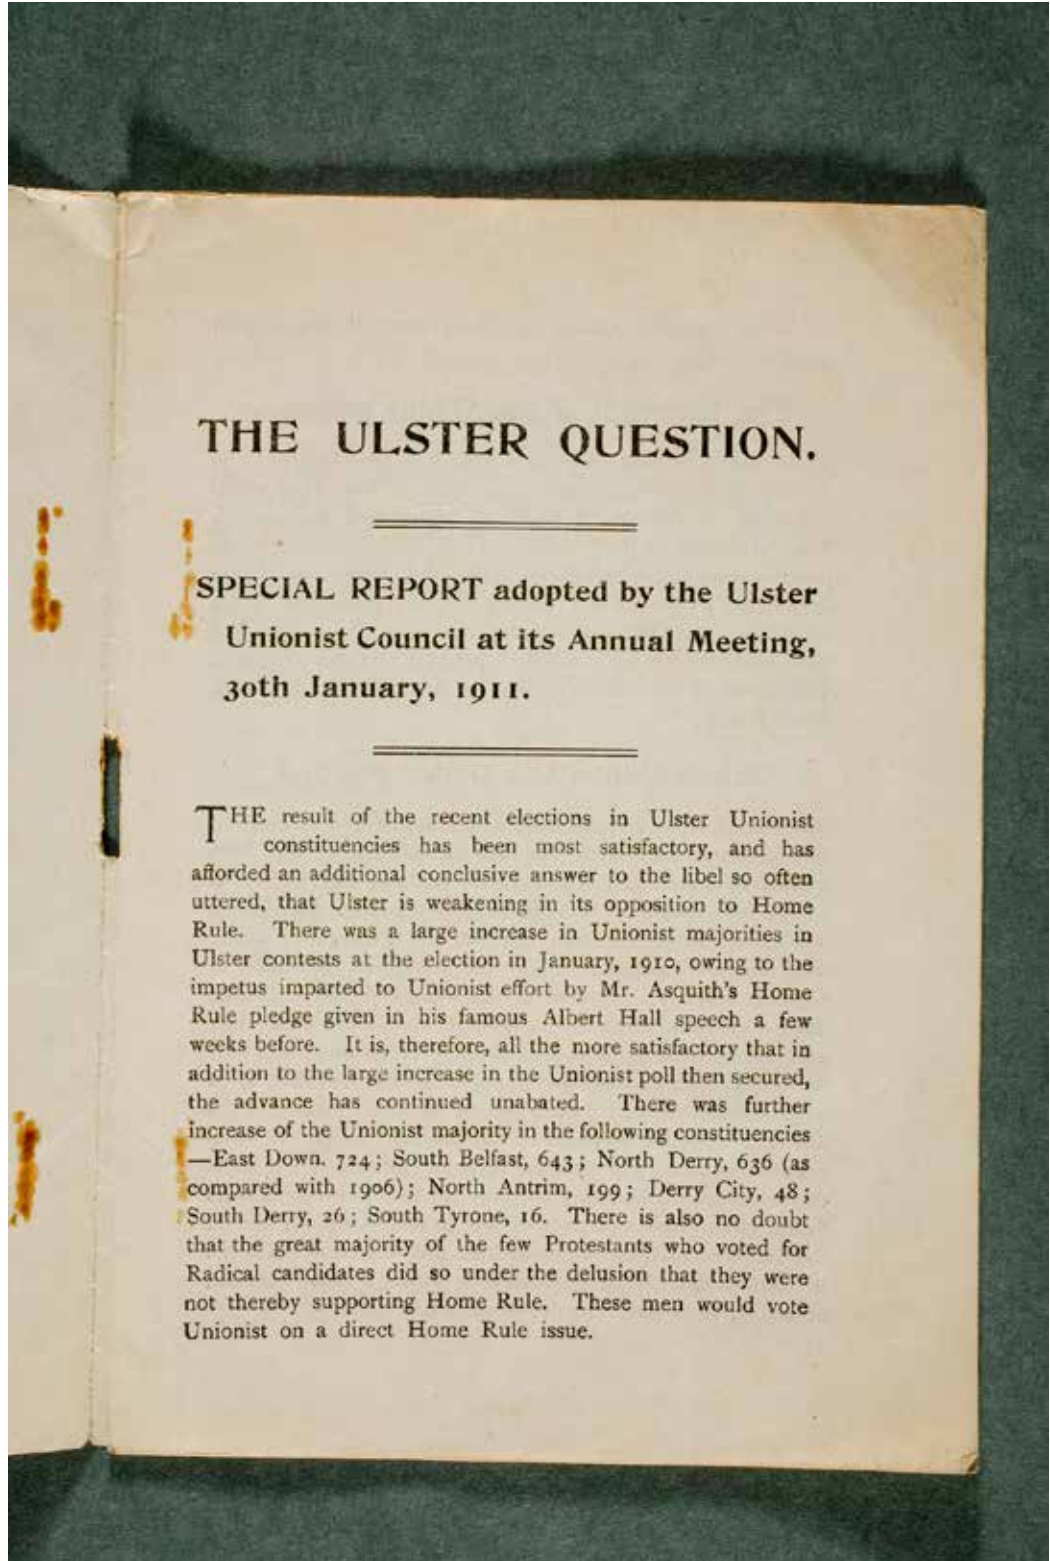 THE ULSTER QUESTION.
SPECIAL REPORT adopted by the Ulster
Unionist Council at its Annual Meeting,
30th January, 1911.
THE result of the recent elections in Ulster Unionist
constituencies has been most satisfactory, and has
afforded an additional conclusive answer to the libel so often
uttered, that Ulster is weakening in its opposition to Home
Rule. There was a large increase in Unionist majorities in
Ulster contests at the election in January, 1910, owing to the
impetus imparted to Unionist effort by Mr. Asquith's Home
Rule pledge given in his famous Albert Hall speech a few
weeks before. It is, therefore, all the more satisfactory that in
addition to the large increase in the Unionist poll then secured,
the advance has continued unabated. There was further
increase of the Unionist majority in the following constituencies
—East Down. 724; South Belfast, 643; North Derry, 636 (as
compared with 1906); North Antrim, 199; Derry City, 48;
South Derry, 26; South Tyrone, 16. There is also no doubt
that the great majority of the few Protestants who voted for
Radical candidates did so under the delusion that they were
not thereby supporting Home Rule. These men would vote
Unionist on a direct Home Rule issue.